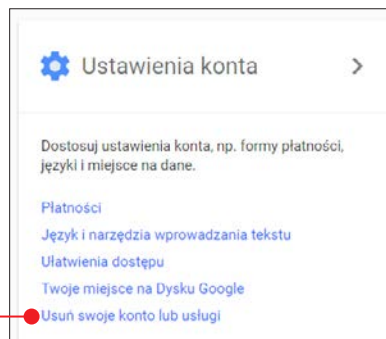 Ustawienia konta
Dostosuj ustawienia konta, np. formy płatności,
języki i miejsce na dane.
Płatności
Język i narzędzia wprowadzania tekstu
Ułatwienia dostępu
Twoje miejsce na Dysku Google
Usuń swoje konto lub usługi